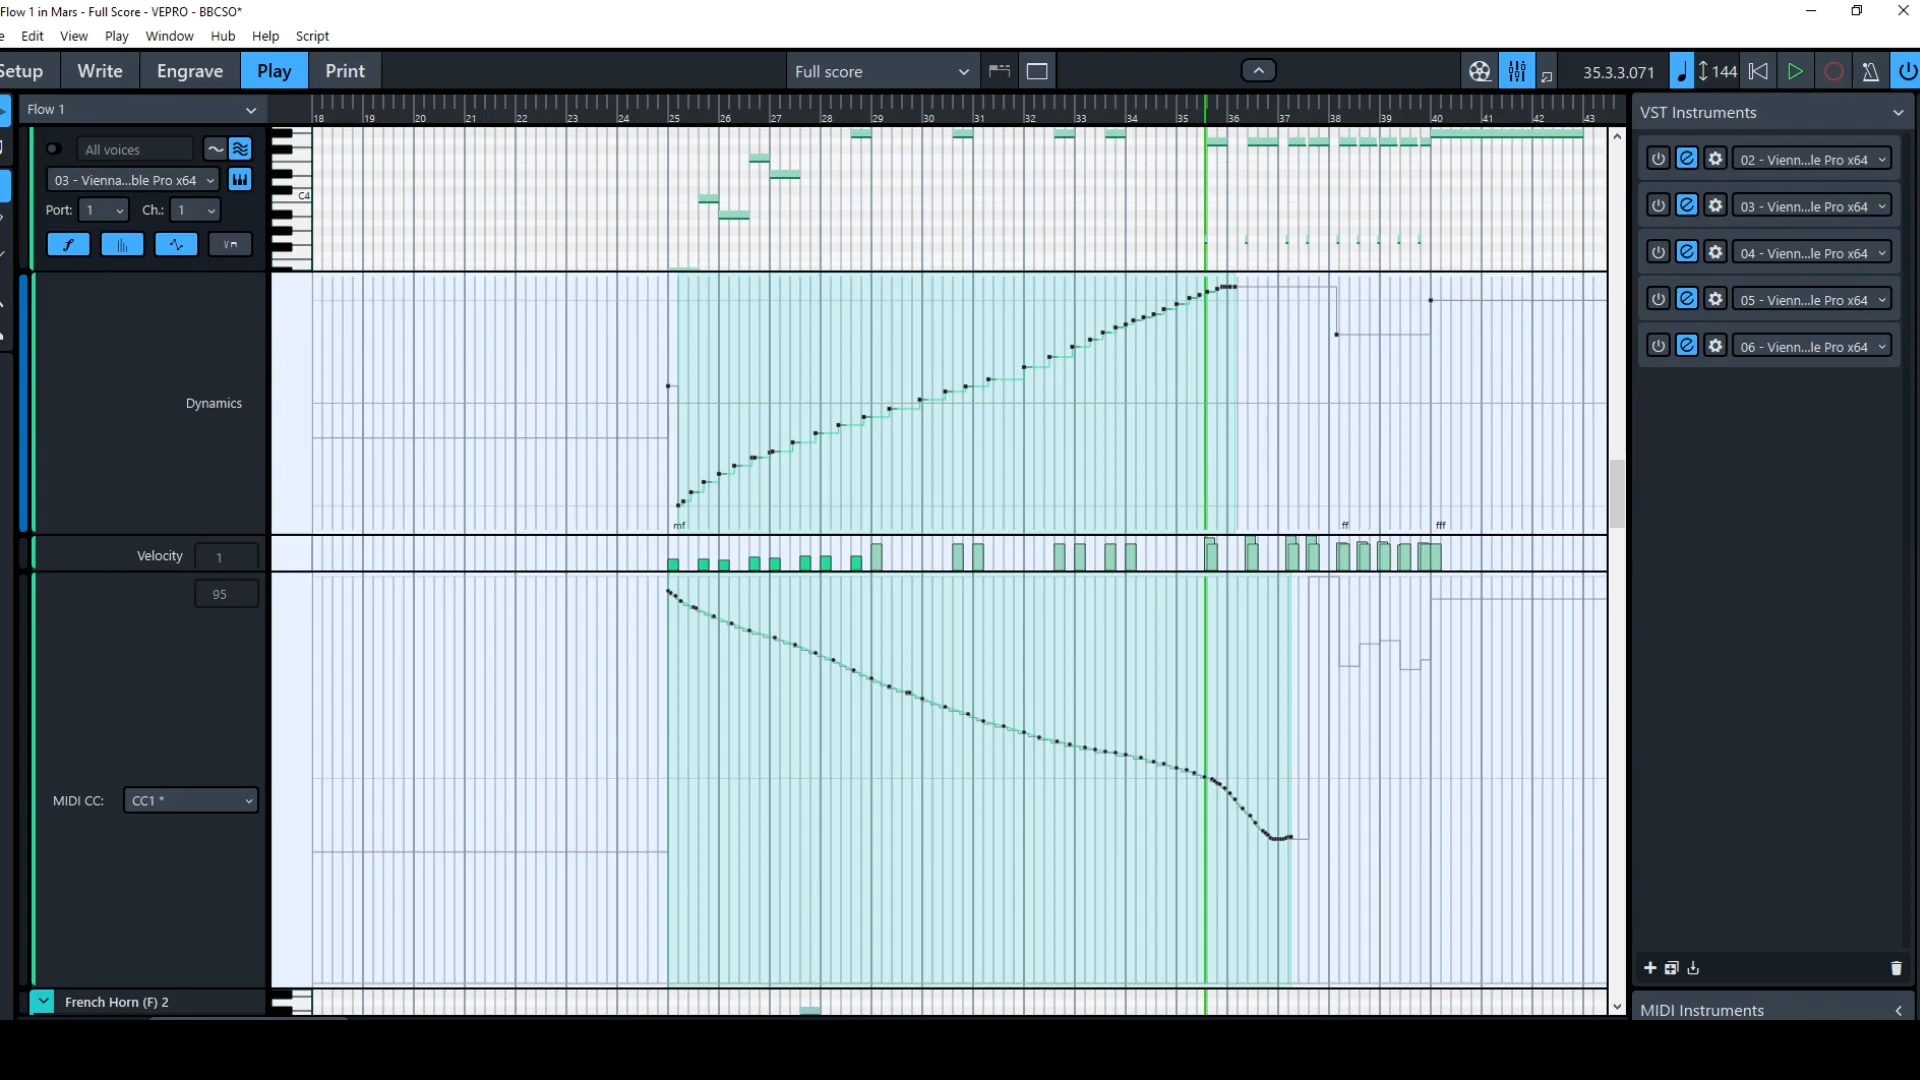 Flow 1 in Mars - Full Score - VEPRO - BBCSO*
e Edit View Play Window Hub Help Script
Setup Write Engrave Play Print Full score 35.3.3.071 144
Flow 1
18 19 20 21 22 23 24 25 26 27 28 29 30 31 32 33 34 35 36 37 38 39 40 41 42 43
VST Instruments
All voices
03 - Vienna...ble Pro x64
C4
Port: 1 Ch.: 1
02 - Vienn...le Pro x64
03 - Vienn...le Pro x64
04 - Vienn...le Pro x64
05 - Vienn...le Pro x64
06 - Vienn...le Pro x64
Dynamics
mf ff fff
Velocity 1
95
MIDI CC: CC1 *
French Horn (F) 2
MIDI Instruments